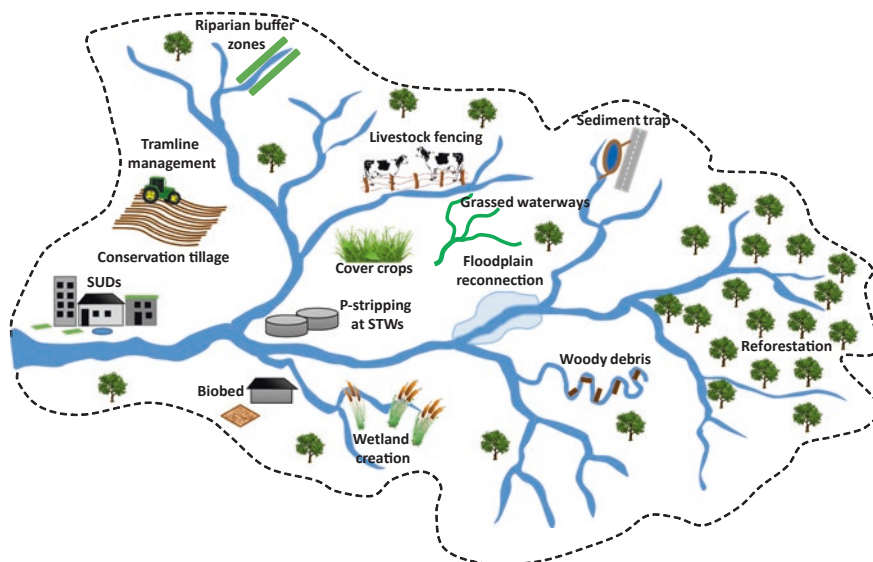 Riparian buffer
zones
Sediment trap
Livestock fencing
Tramline
management
Grassed waterways
Conservation tillage
Cover crops
Floodplain
reconnection
SUDs
P-stripping
at STWs
Reforestation
Woody debris
Biobed
Wetland
creation